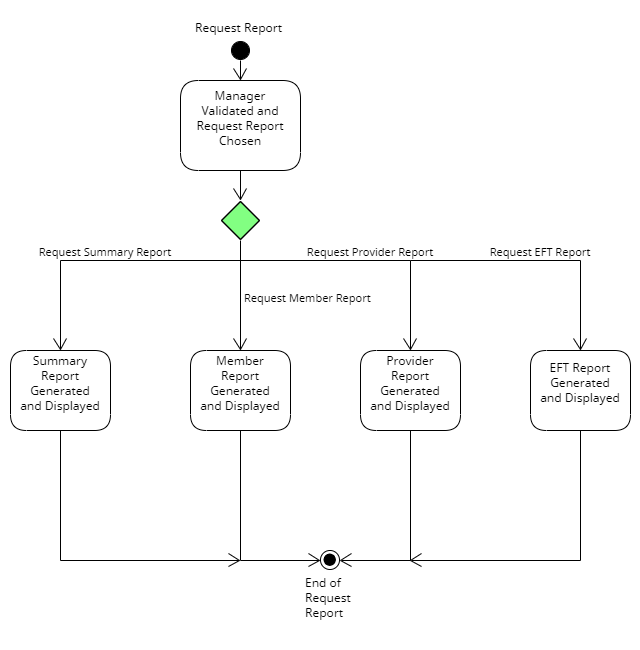 Request Report
Manager
Validated and
Request Report
Chosen
Request Summary Report
Request Provider Report
Request EFT Report
Request Member Report
Summary
Report
Generated
and Displayed
Member
Report
Generated
and Displayed
Provider
Report
Generated
and Displayed
EFT Report
Generated
and Displayed
End of
Request
Report